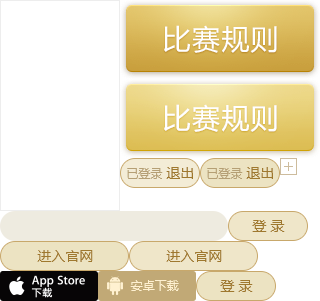 比赛规则
比赛规则
已登录 退出 已登录 退出
登 录
进入官网 进入官网
App Store
下载 安卓下载 登 录